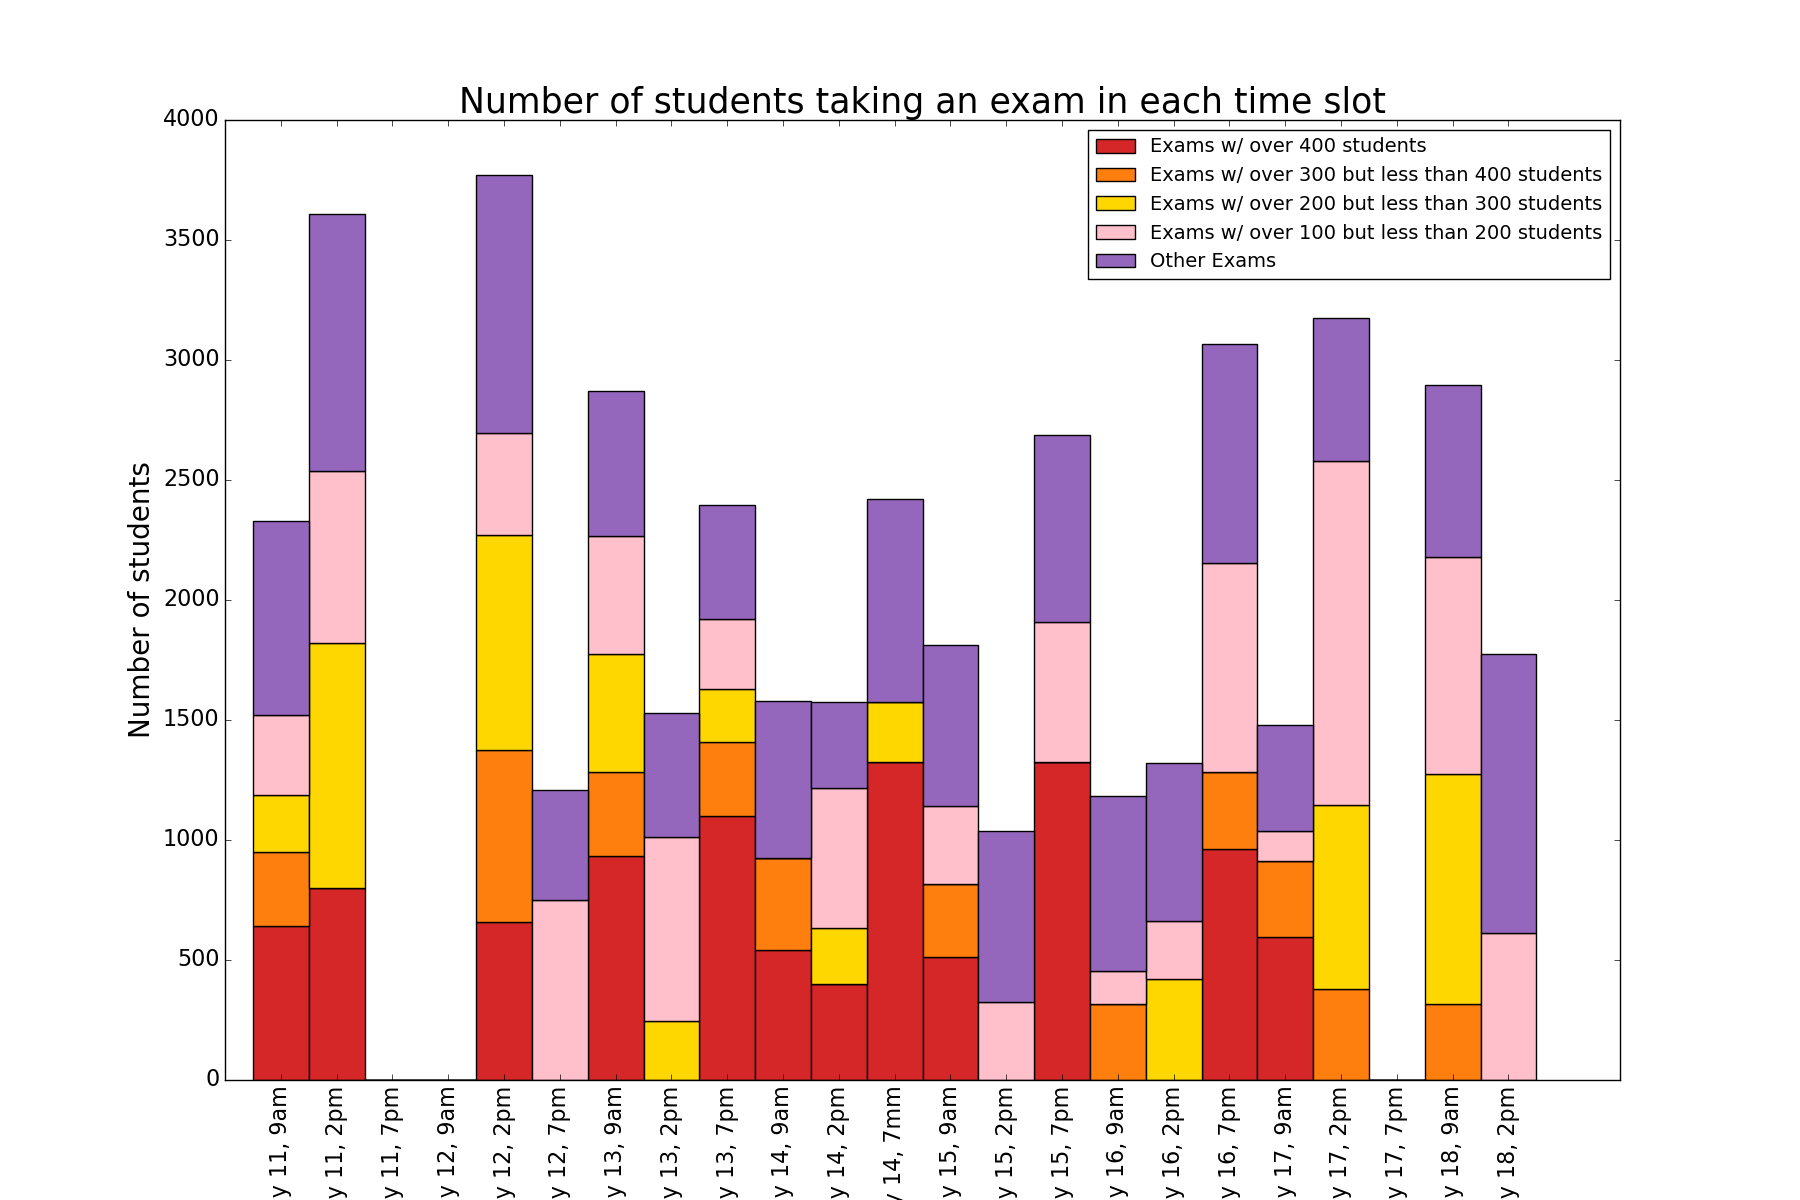 Number of students taking an exam in each time slot
Number of students
4000
3500
3000
2500
2000
1500
1000
500
0
Exams w/ over 400 students
Exams w/ over 300 but less than 400 students
Exams w/ over 200 but less than 300 students
Exams w/ over 100 but less than 200 students
Other Exams
y 11, 9am
y 11, 2pm
y 11, 7pm
y 12, 9am
y 12, 2pm
y 12, 7pm
y 13, 9am
y 13, 2pm
y 13, 7pm
y 14, 9am
y 14, 2pm
y 14, 7mm
y 15, 9am
y 15, 2pm
y 15, 7pm
y 16, 9am
y 16, 2pm
y 16, 7pm
y 17, 9am
y 17, 2pm
y 17, 7pm
y 18, 9am
y 18, 2pm